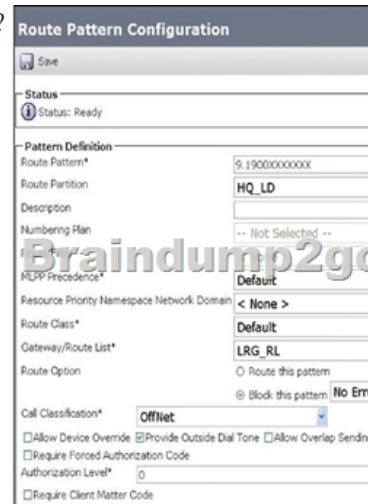 ?
Route Pattern Configuration
Save
Status
Status: Ready
Pattern Definition
Route Pattern* 9.1900XXXXXXX
Route Partition HQ_LD
Description
Numbering Plan -- Not Selected --
Braindump2go
MLPP Precedence* Default
Resource Priority Namespace Network Domain < None >
Route Class* Default
Gateway/Route List* LRG_RL
Route Option Route this pattern
Block this pattern No Err
Call Classification* OffNet
Allow Device Override Provide Outside Dial Tone Allow Overlap Sending
Require Forced Authorization Code
Authorization Level* 0
Require Client Matter Code